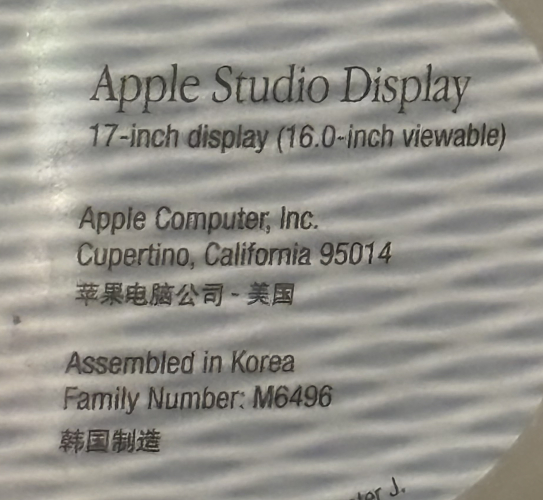 Apple Studio Display
17-inch display (16.0-inch viewable)
Apple Computer, Inc.
Cupertino, California 95014
苹果电脑公司 - 美国
Assembled in Korea
Family Number: M6496
韩国制造
J.